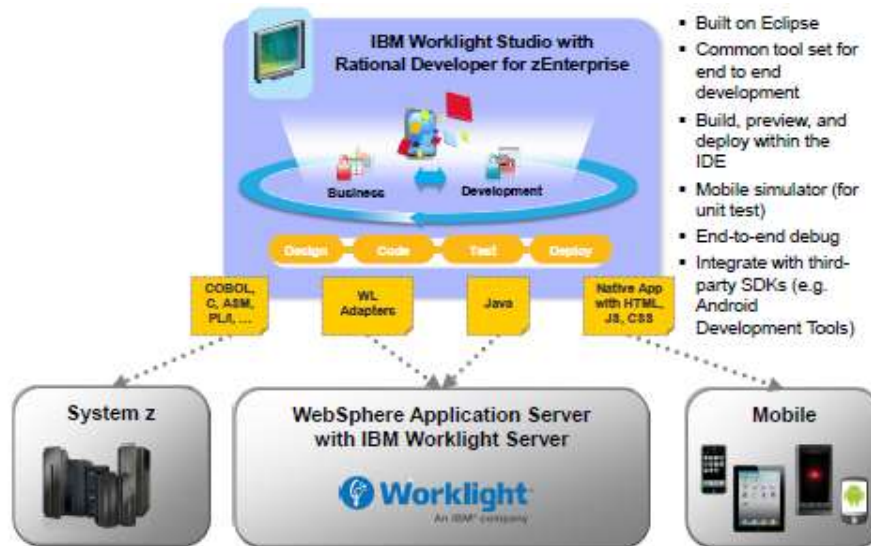 IBM Worklight Studio with
Rational Developer for zEnterprise
Business
Development
Design
Code
Test
Deploy
▪ Built on Eclipse
▪ Common tool set for
end to end
development
▪ Build, preview, and
deploy within the
IDE
▪ Mobile simulator (for
unit test)
▪ End-to-end debug
▪ Integrate with third-
party SDKs (e.g.
Android
Development Tools)
COBOL,
C, ASM,
PL/I, ...
WL
Adapters
Java
Native App
with HTML,
JS, CSS
System z
WebSphere Application Server
with IBM Worklight Server
Worklight
An IBM® company
Mobile